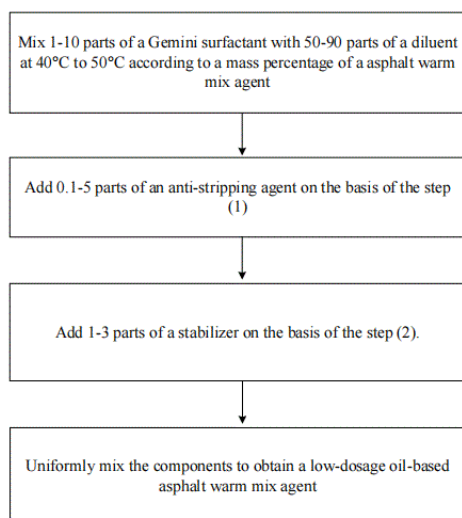 Mix 1-10 parts of a Gemini surfactant with 50-90 parts of a diluent
at 40°C to 50°C according to a mass percentage of a asphalt warm
mix agent
Add 0.1-5 parts of an anti-stripping agent on the basis of the step
(1)
Add 1-3 parts of a stabilizer on the basis of the step (2).
Uniformly mix the components to obtain a low-dosage oil-based
asphalt warm mix agent